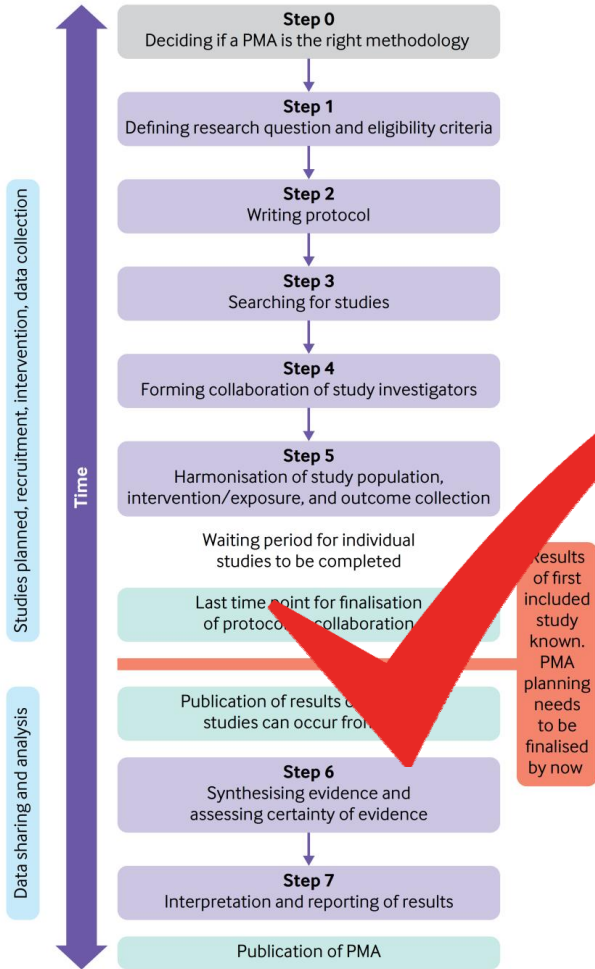 Step 0
Deciding if a PMA is the right methodology
Step 1
Defining research question and eligibility criteria
Step 2
Writing protocol
Step 3
Searching for studies
Step 4
Forming collaboration of study investigators
Step 5
Harmonisation of study population,
intervention/exposure, and outcome collection
Waiting period for individual
studies to be completed
Last time point for finalisation
of collaboration
Results
of first
included
study
known.
PMA
planning
needs
to be
finalised
by now
Publication of results
studies can occur
Step 6
Synthesising evidence and
assessing certainty of evidence
Step 7
Interpretation and reporting of results
Publication of PMA
Time
Studies planned, recruitment, intervention, data collection
Data sharing and analysis